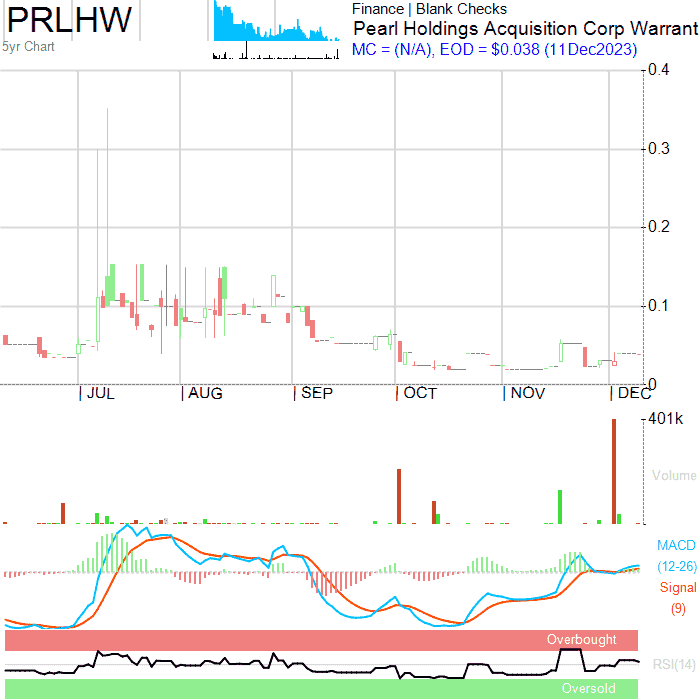 PRLHW
5yr Chart
Finance | Blank Checks
Pearl Holdings Acquisition Corp Warrant
MC = (N/A), EOD = $0.038 (11Dec2023)
0.4
0.3
0.2
0.1
0
JUL AUG SEP OCT NOV DEC
401k
Volume
MACD
(12-26)
Signal
(9)
Overbought
RSI(14)
Oversold